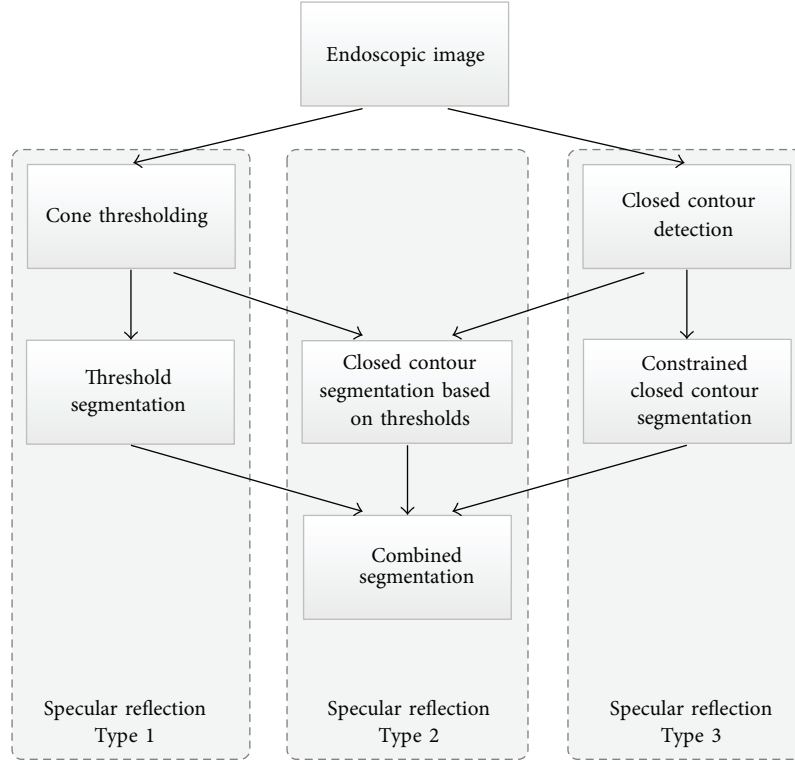 Endoscopic image
Cone thresholding
Closed contour
detection
Threshold
segmentation
Closed contour
segmentation based
on thresholds
Constrained
closed contour
segmentation
Combined
segmentation
Specular reflection
Type 1
Specular reflection
Type 2
Specular reflection
Type 3